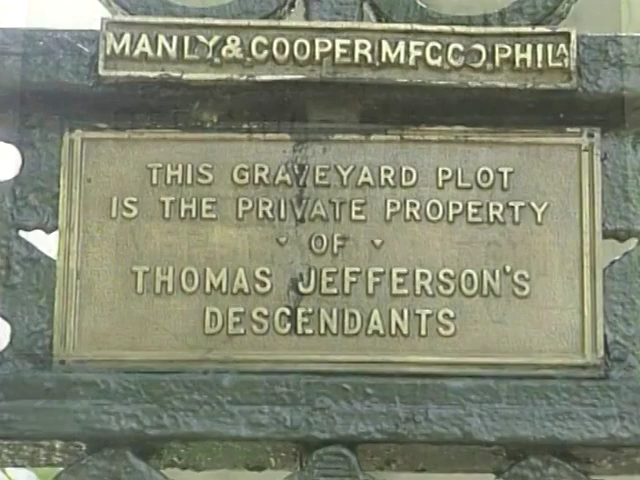 MANLY & COOPER MFG CO. PHILA
THIS GRAVEYARD PLOT
IS THE PRIVATE PROPERTY
· OF ·
THOMAS JEFFERSON'S
DESCENDANTS